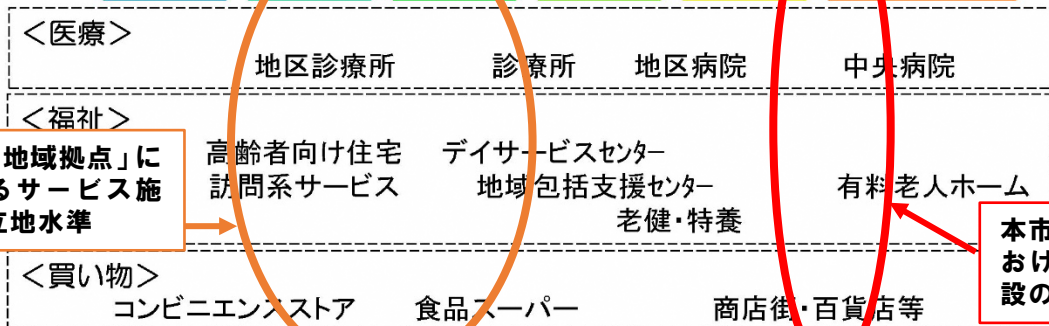 ＜医療＞
地区診療所 診療所 地区病院 中央病院
＜福祉＞
地域拠点」に
るサービス施
立地水準
高齢者向け住宅 デイサービスセンター
訪問系サービス 地域包括支援センター 有料老人ホーム
老健・特養
本市
おけ
設の
＜買い物＞
コンビニエンスストア 食品スーパー 商店街・百貨店等